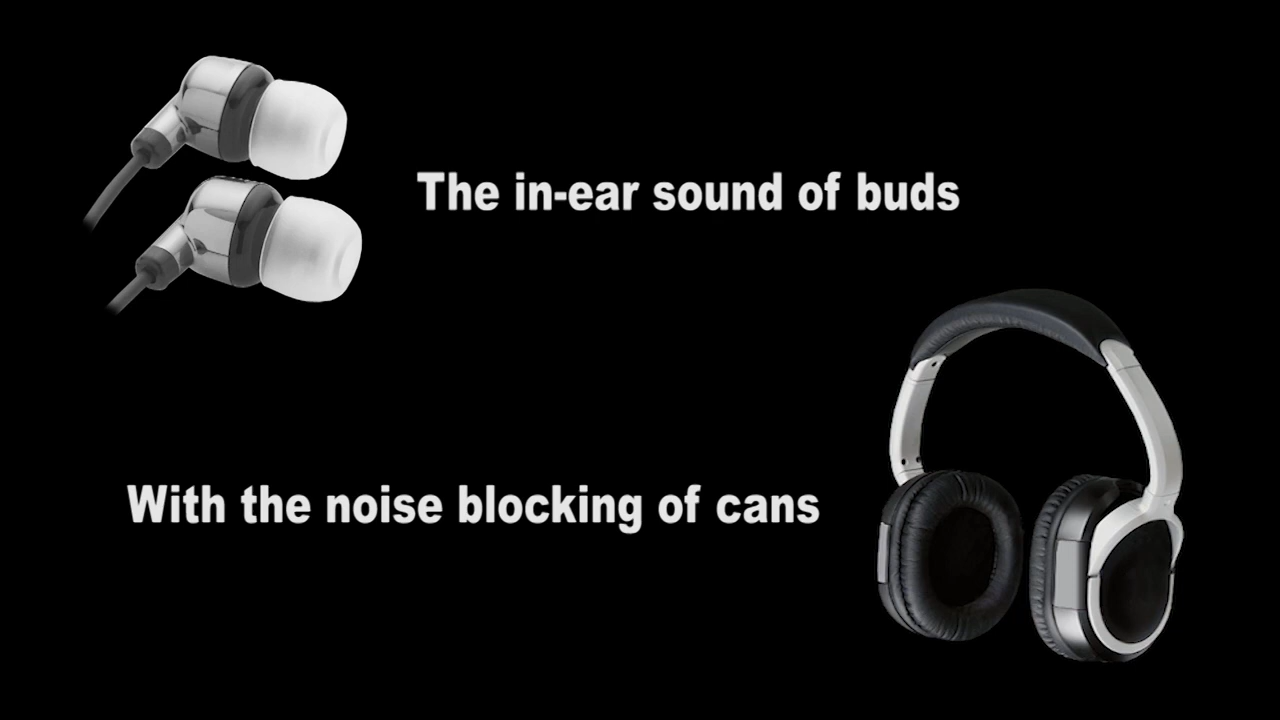 The in-ear sound of buds
With the noise blocking of cans